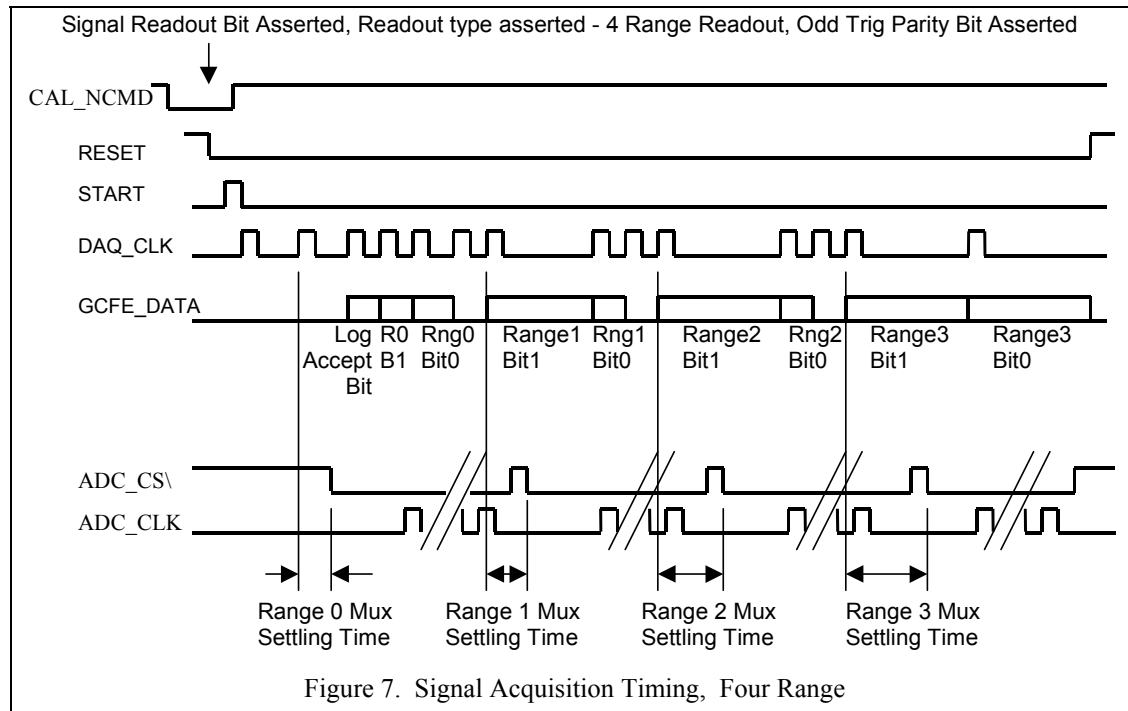 Signal Readout Bit Asserted, Readout type asserted - 4 Range Readout, Odd Trig Parity Bit Asserted
CAL_NCMD
RESET
START
DAQ_CLK
GCFE_DATA
Log
Accept
Bit
R0
B1
Rng0
Bit0
Range1
Bit1
Rng1
Bit0
Range2
Bit1
Rng2
Bit0
Range3
Bit1
Range3
Bit0
ADC_CS\
ADC_CLK
Range 0 Mux
Settling Time
Range 1 Mux
Settling Time
Range 2 Mux
Settling Time
Range 3 Mux
Settling Time
Figure 7. Signal Acquisition Timing, Four Range